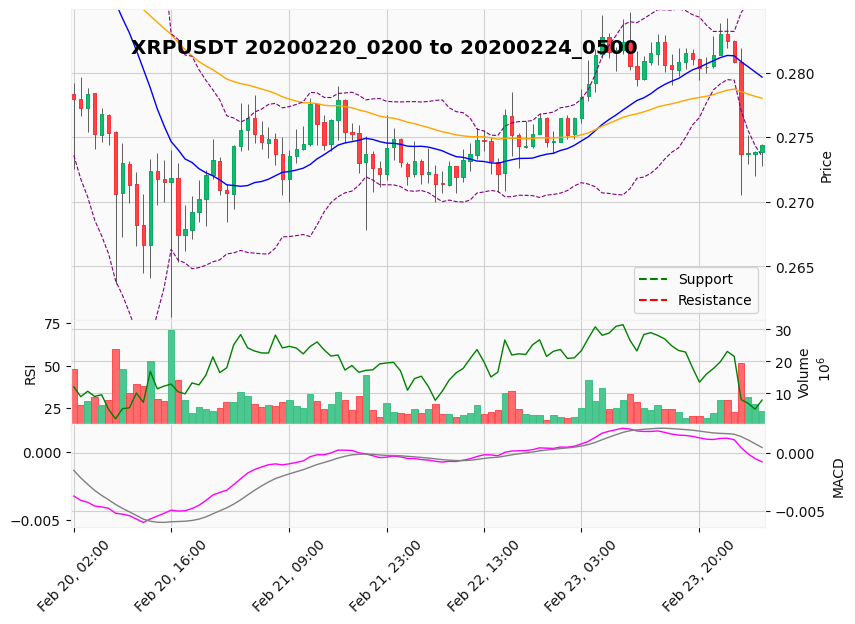 XRPUSDT 20200220_0200 to 20200224_0500
0.280
0.275
0.270
0.265
Price
Support
Resistance
75
50
25
RSI
30
20
10
Volume
10^6
0.000
−0.005
0.000
−0.005
MACD
Feb 20, 02:00
Feb 20, 16:00
Feb 21, 09:00
Feb 21, 23:00
Feb 22, 13:00
Feb 23, 03:00
Feb 23, 20:00